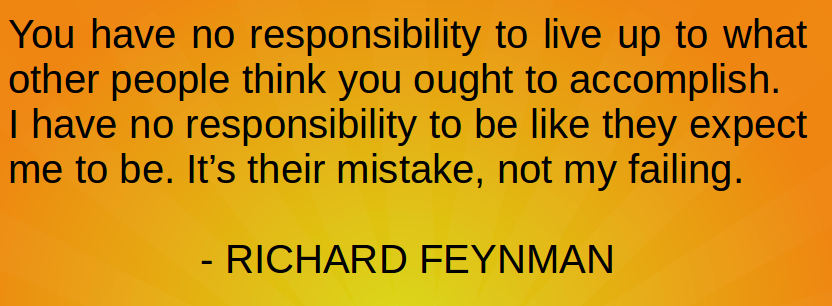 You have no responsibility to live up to what
other people think you ought to accomplish.
I have no responsibility to be like they expect
me to be. It’s their mistake, not my failing.
- RICHARD FEYNMAN